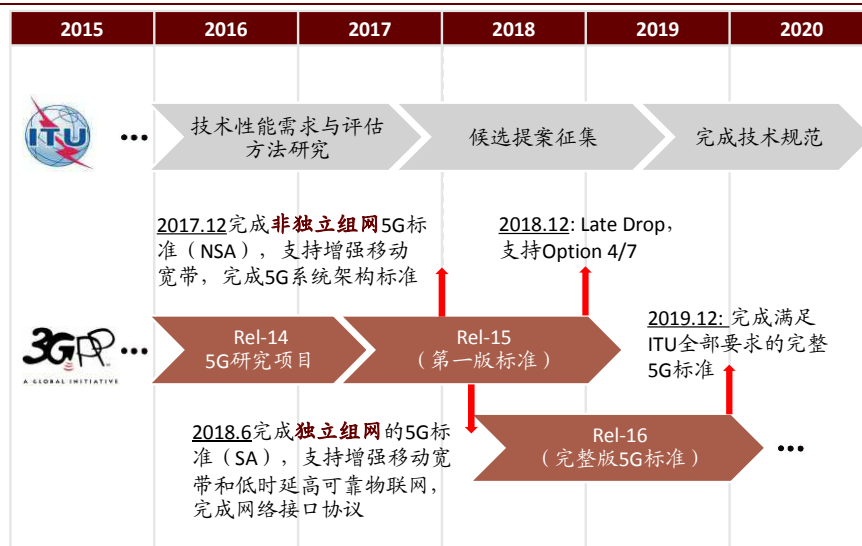 2015 2016 2017 2018 2019 2020
ITU
•••
技术性能需求与评估
方法研究
候选提案征集
完成技术规范
2017.12完成非独立组网5G标
准（NSA），支持增强移动
宽带，完成5G系统架构标准
2018.12: Late Drop，
支持Option 4/7
3GPP
A GLOBAL INITIATIVE
•••
Rel-14
5G研究项目
Rel-15
（第一版标准）
2019.12: 完成满足
ITU全部要求的完整
5G标准
2018.6完成独立组网的5G标
准（SA），支持增强移动宽
带和低时延高可靠物联网，
完成网络接口协议
Rel-16
（完整版5G标准）
•••